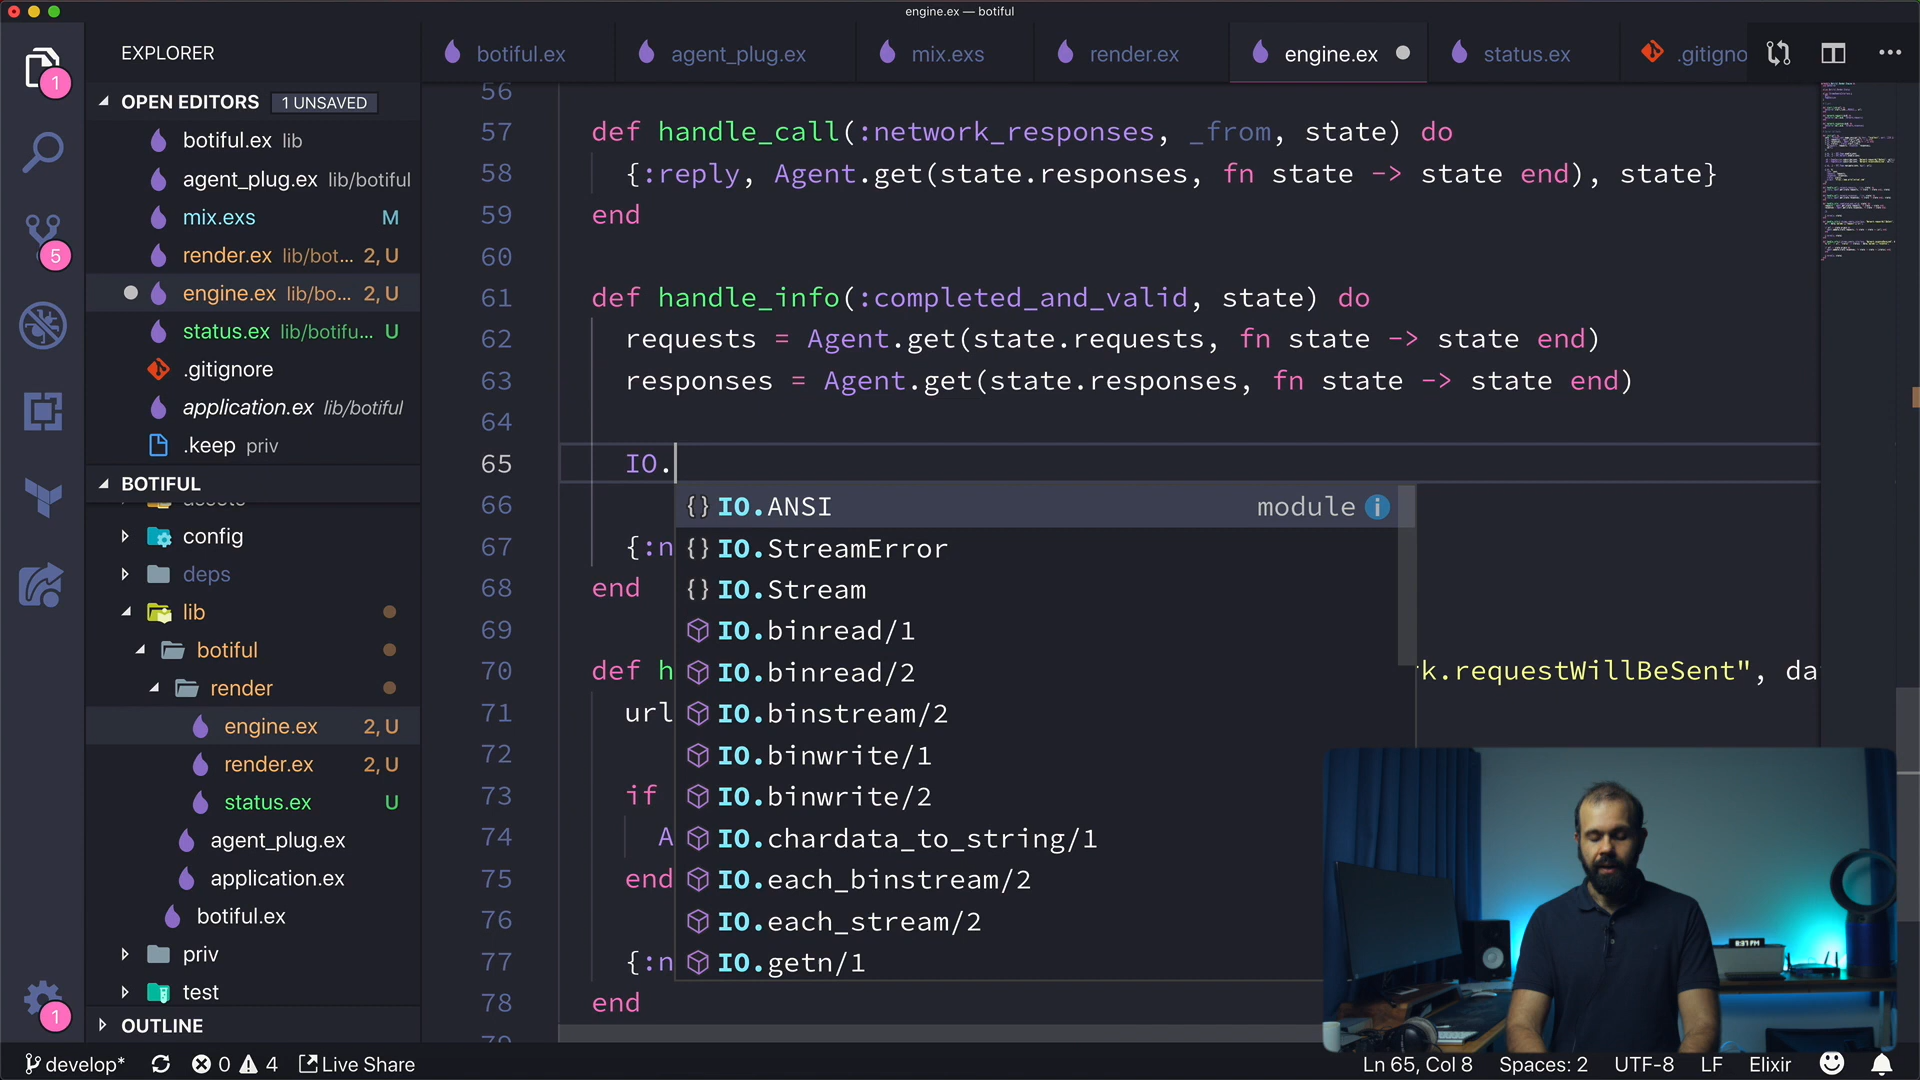 engine.ex — botiful
EXPLORER
botiful.ex
agent_plug.ex
mix.exs
render.ex
engine.ex
status.ex
.gitigno
1
OPEN EDITORS 1 UNSAVED
botiful.ex lib
agent_plug.ex lib/botiful
mix.exs M
render.ex lib/bot... 2, U
engine.ex lib/bo... 2, U
status.ex lib/botifu... U
.gitignore
application.ex lib/botiful
.keep priv
5
BOTIFUL
config
deps
lib
botiful
render
engine.ex 2, U
render.ex 2, U
status.ex U
agent_plug.ex
application.ex
botiful.ex
priv
test
OUTLINE
1
56
57 def handle_call(:network_responses, _from, state) do
58 {:reply, Agent.get(state.responses, fn state -> state end), state}
59 end
60
61 def handle_info(:completed_and_valid, state) do
62 requests = Agent.get(state.requests, fn state -> state end)
63 responses = Agent.get(state.responses, fn state -> state end)
64
65 IO.
66
67 {:n
68 end
69
70 def h k.requestWillBeSent", da
71 url
72
73 if
74 A
75 end
76
77 {:n
78 end
IO.ANSI module
IO.StreamError
IO.Stream
IO.binread/1
IO.binread/2
IO.binstream/2
IO.binwrite/1
IO.binwrite/2
IO.chardata_to_string/1
IO.each_binstream/2
IO.each_stream/2
IO.getn/1
8:37 PM
develop* 0 4 Live Share
Ln 65, Col 8 Spaces: 2 UTF-8 LF Elixir